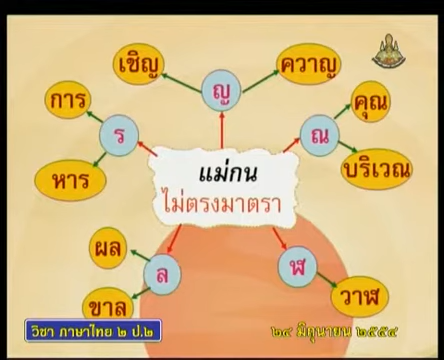 เชิญ
ญ
ควาญ
การ
ร
หาร
คุณ
ณ
บริเวณ
แม่กน
ไม่ตรงมาตรา
ผล
ล
ขาล
ฬ
วาฬ
วิชา ภาษาไทย ๒ ป.๒
๒๔ มิถุนายน ๒๕๕๔